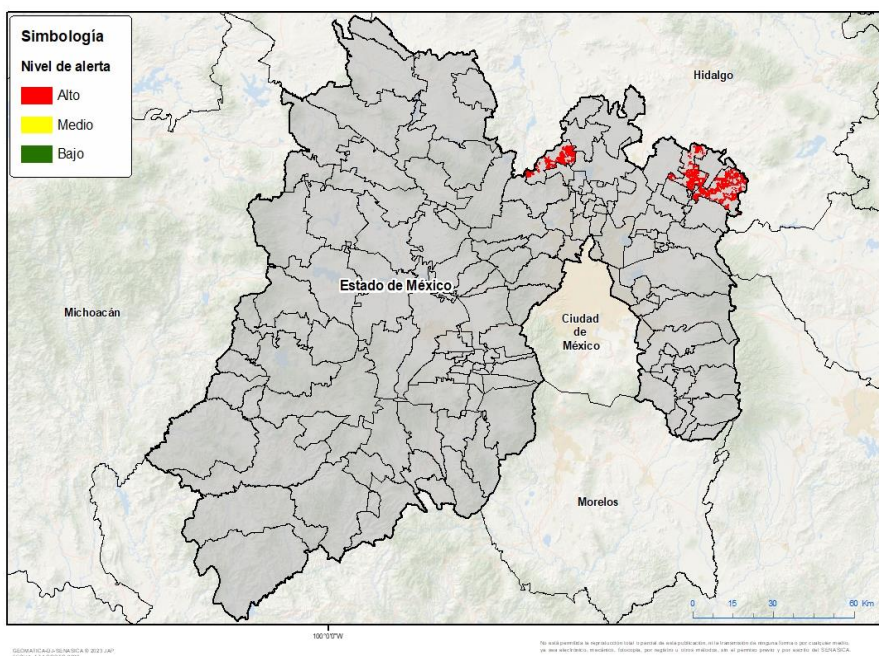 Simbología
Nivel de alerta
Alto
Medio
Bajo
Hidalgo
Estado de México
Michoacán
Ciudad
de
México
Morelos
0 15 30 60 Km
100°0'0"W
No está permitida la reproducción total o parcial de esta publicación, ni la transmisión de ninguna forma o por cualquier medio,
ya sea electrónico, mecánico, fotocopia, por registro u otros métodos, sin el permiso previo y por escrito del SENASICA